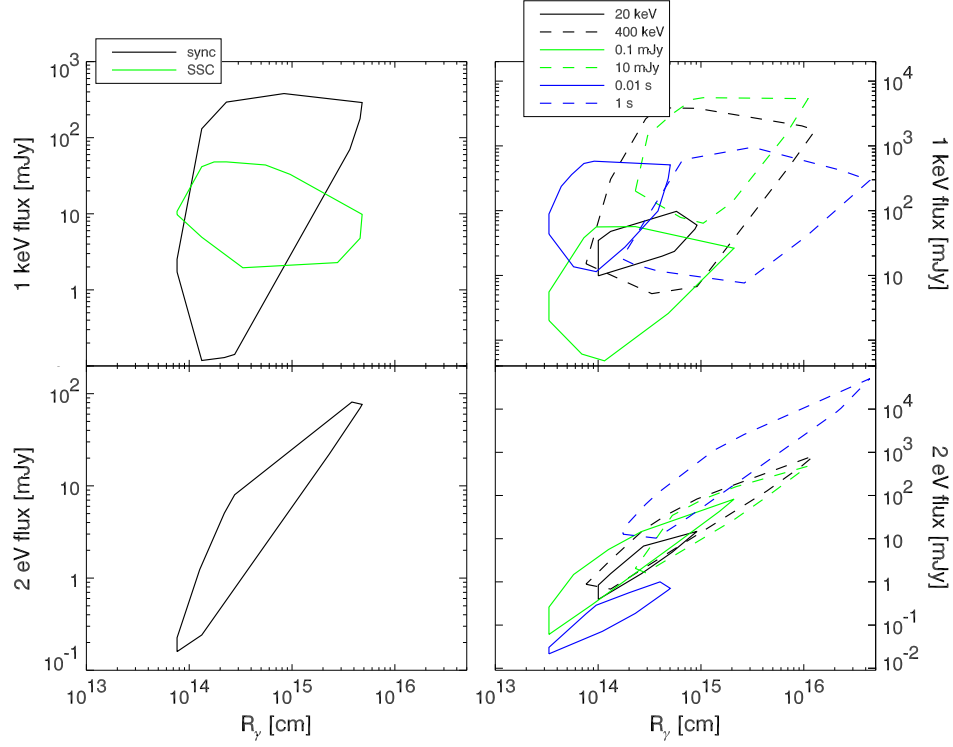 sync
SSC
20 keV
400 keV
0.1 mJy
10 mJy
0.01 s
1 s
10³
10²
10
1
1 keV flux [mJy]
10⁴
10³
10²
10
1 keV flux [mJy]
10²
10
1
10⁻¹
2 eV flux [mJy]
10⁴
10³
10²
10
1
10⁻¹
10⁻²
2 eV flux [mJy]
10¹³ 10¹⁴ 10¹⁵ 10¹⁶
10¹³ 10¹⁴ 10¹⁵ 10¹⁶
Rᵧ [cm]
Rᵧ [cm]